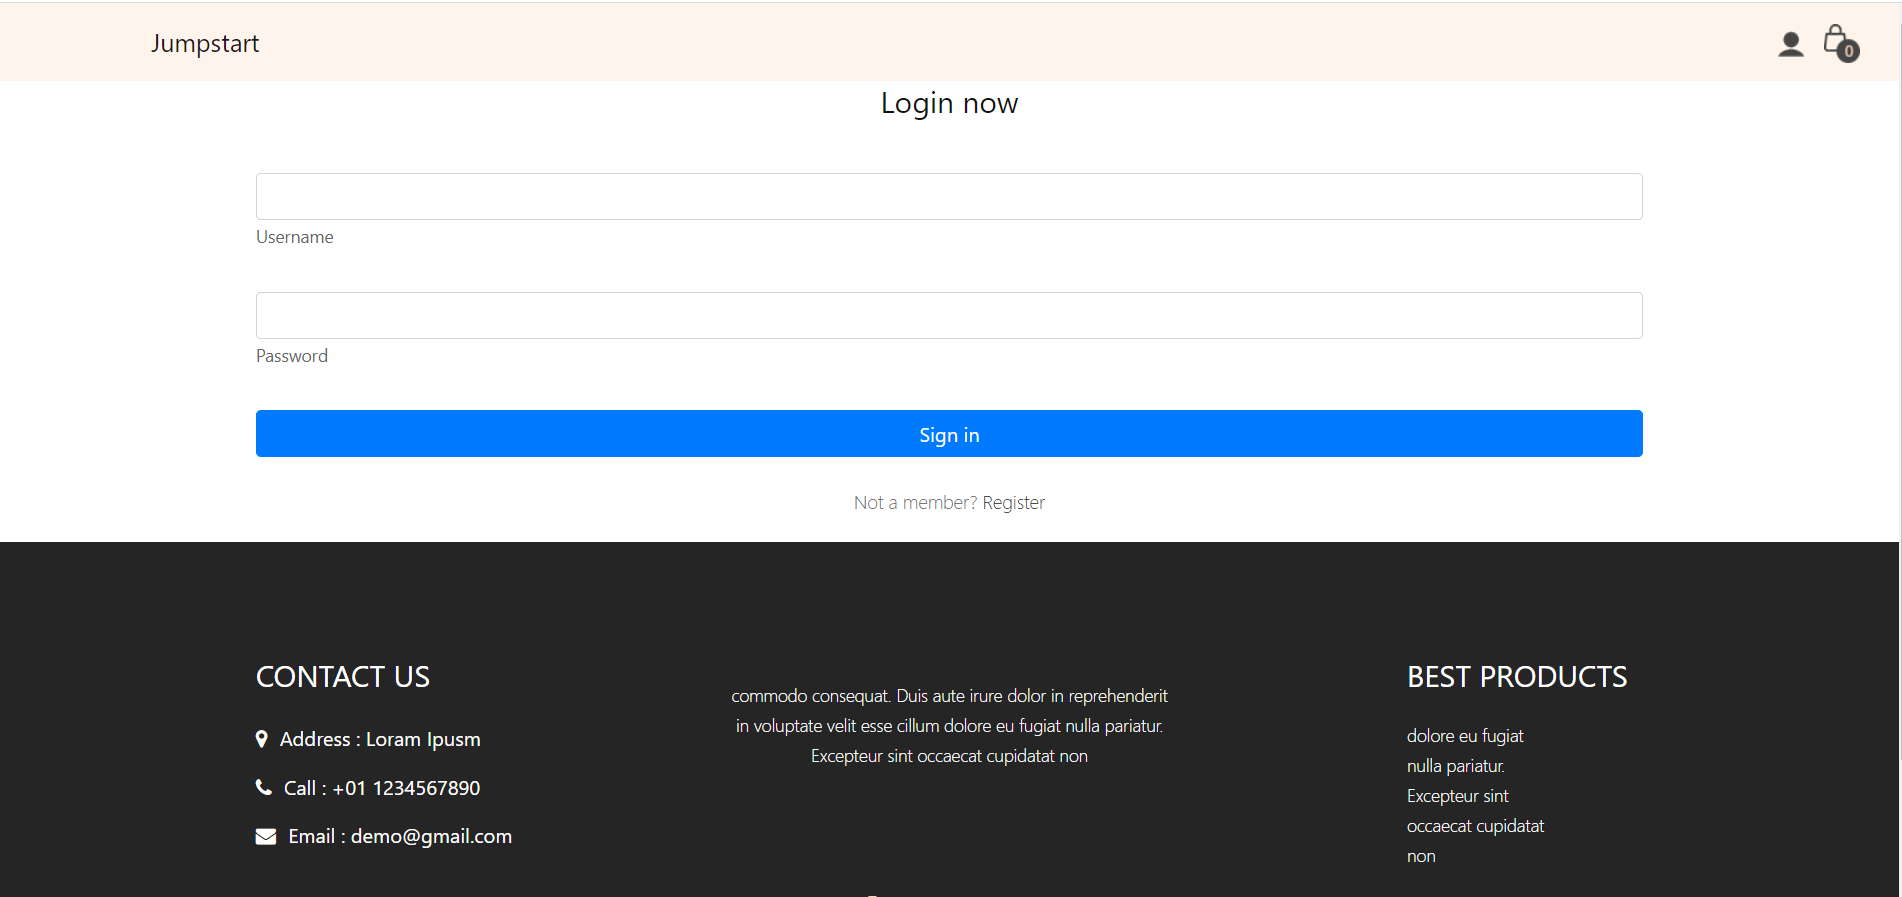 Jumpstart
0
Login now
Username
Password
Sign in
Not a member? Register
CONTACT US
Address : Loram Ipusm
Call : +01 1234567890
Email : demo@gmail.com
commodo consequat. Duis aute irure dolor in reprehenderit
in voluptate velit esse cillum dolore eu fugiat nulla pariatur.
Excepteur sint occaecat cupidatat non
BEST PRODUCTS
dolore eu fugiat
nulla pariatur.
Excepteur sint
occaecat cupidatat
non